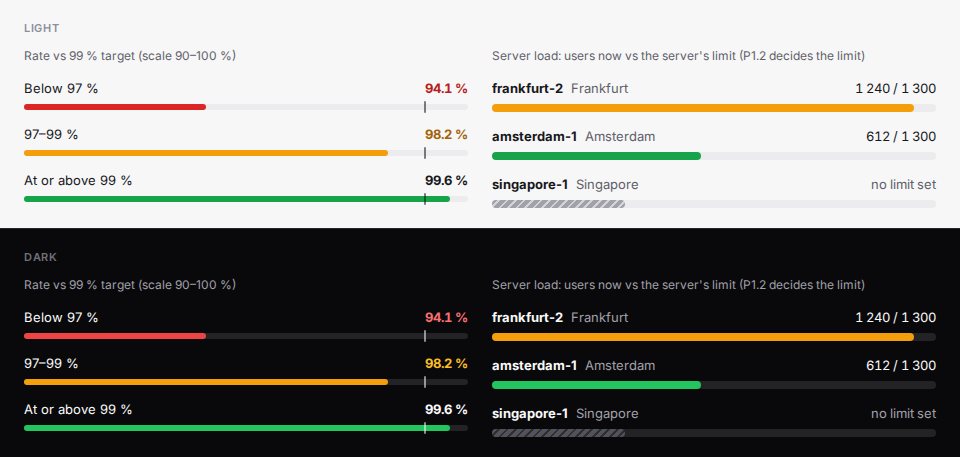 LIGHT
Rate vs 99 % target (scale 90–100 %)
Below 97 % 94.1 %
97–99 % 98.2 %
At or above 99 % 99.6 %
Server load: users now vs the server's limit (P1.2 decides the limit)
frankfurt-2 Frankfurt 1 240 / 1 300
amsterdam-1 Amsterdam 612 / 1 300
singapore-1 Singapore no limit set
DARK
Rate vs 99 % target (scale 90–100 %)
Below 97 % 94.1 %
97–99 % 98.2 %
At or above 99 % 99.6 %
Server load: users now vs the server's limit (P1.2 decides the limit)
frankfurt-2 Frankfurt 1 240 / 1 300
amsterdam-1 Amsterdam 612 / 1 300
singapore-1 Singapore no limit set